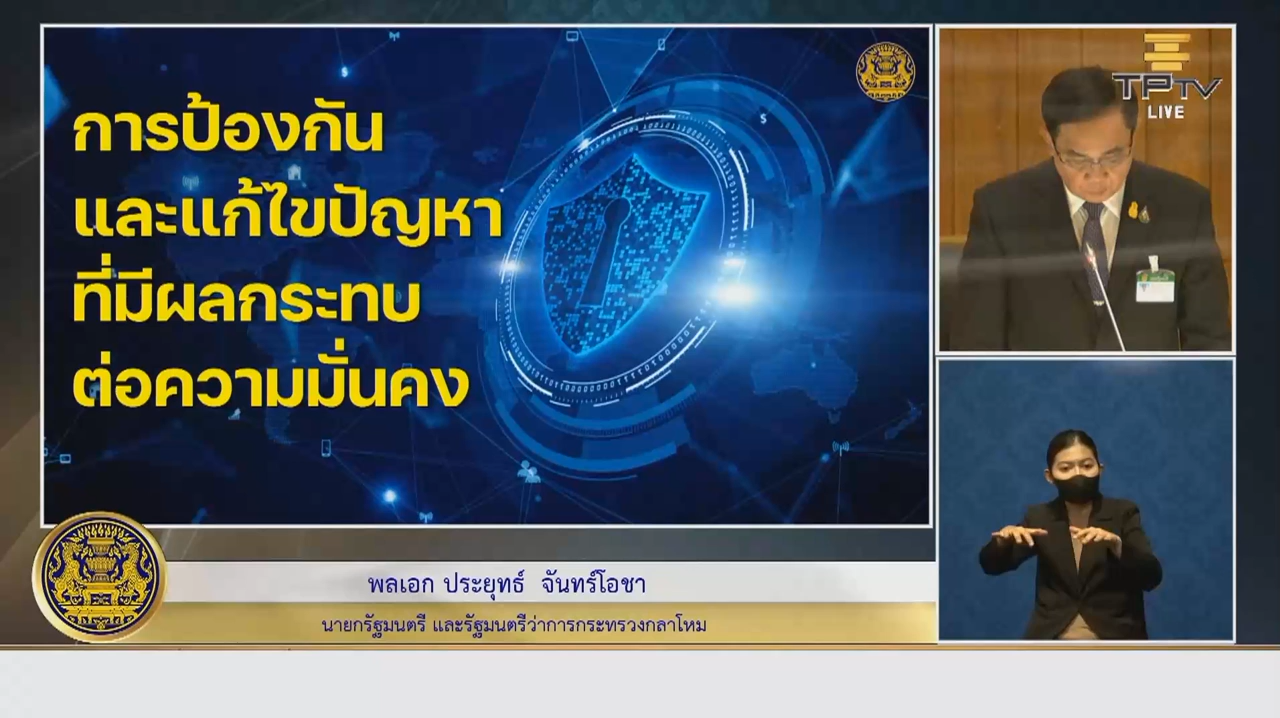 การป้องกัน
และแก้ไขปัญหา
ที่มีผลกระทบ
ต่อความมั่นคง
TPTV
LIVE
พลเอก ประยุทธ์ จันทร์โอชา
นายกรัฐมนตรี และรัฐมนตรีว่าการกระทรวงกลาโหม